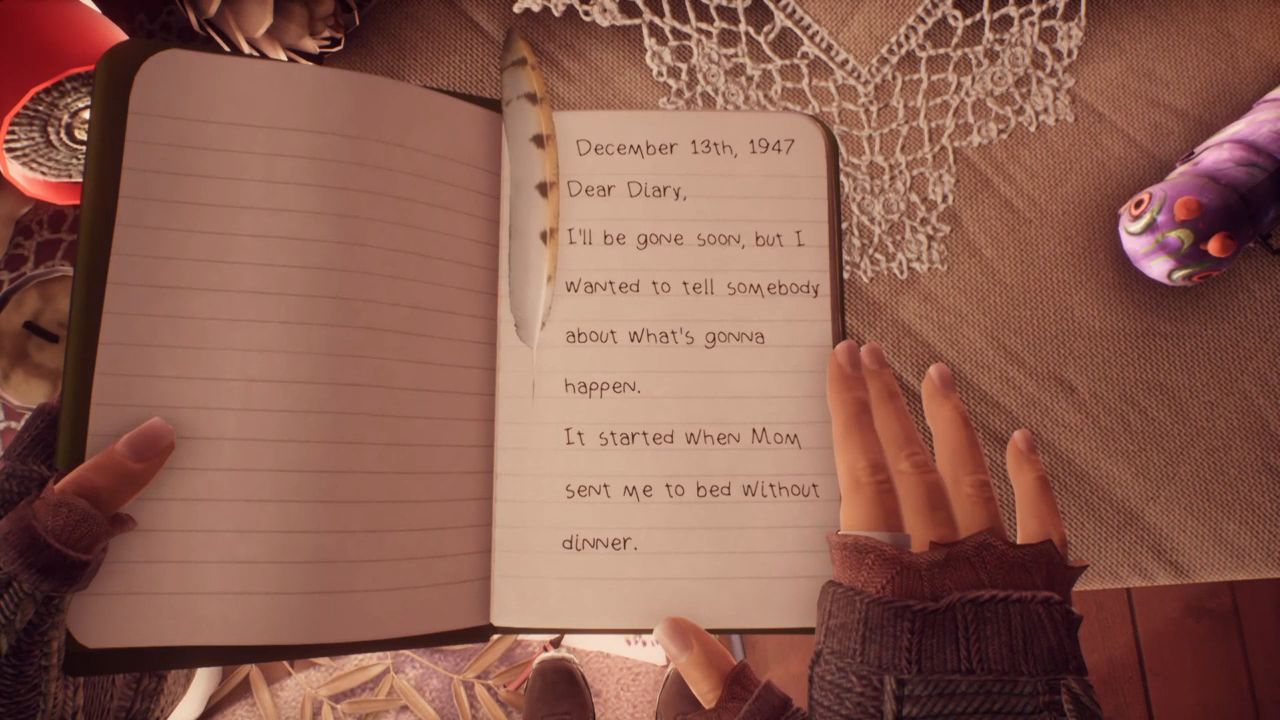 December 13th, 1947
Dear Diary,
I'll be gone soon, but I
wanted to tell somebody
about what's gonna
happen.
It started when Mom
sent me to bed without
dinner.